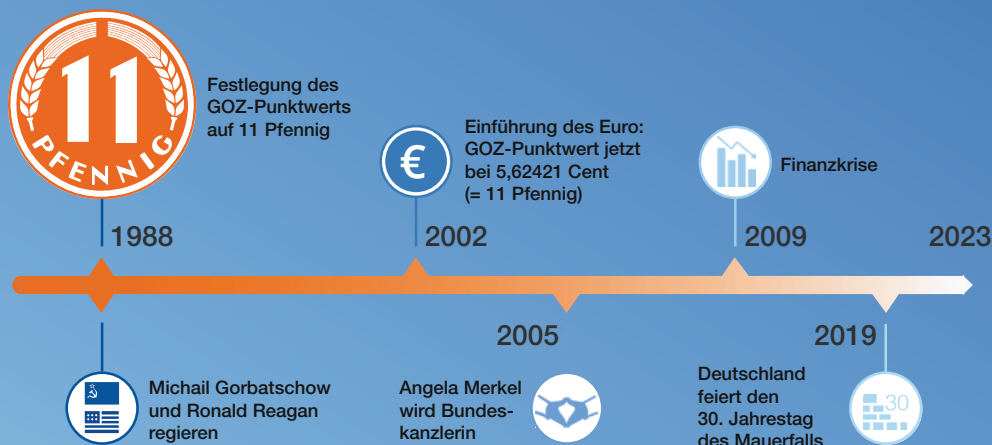 11
PFENNIG
Festlegung des
GOZ-Punktwerts
auf 11 Pfennig
€
Einführung des Euro:
GOZ-Punktwert jetzt
bei 5,62421 Cent
(= 11 Pfennig)
Finanzkrise
1988
2002
2009
2023
2005
2019
Michail Gorbatschow
und Ronald Reagan
regieren
Angela Merkel
wird Bundes-
kanzlerin
Deutschland
feiert den
30. Jahrestag
des Mauerfalls
30